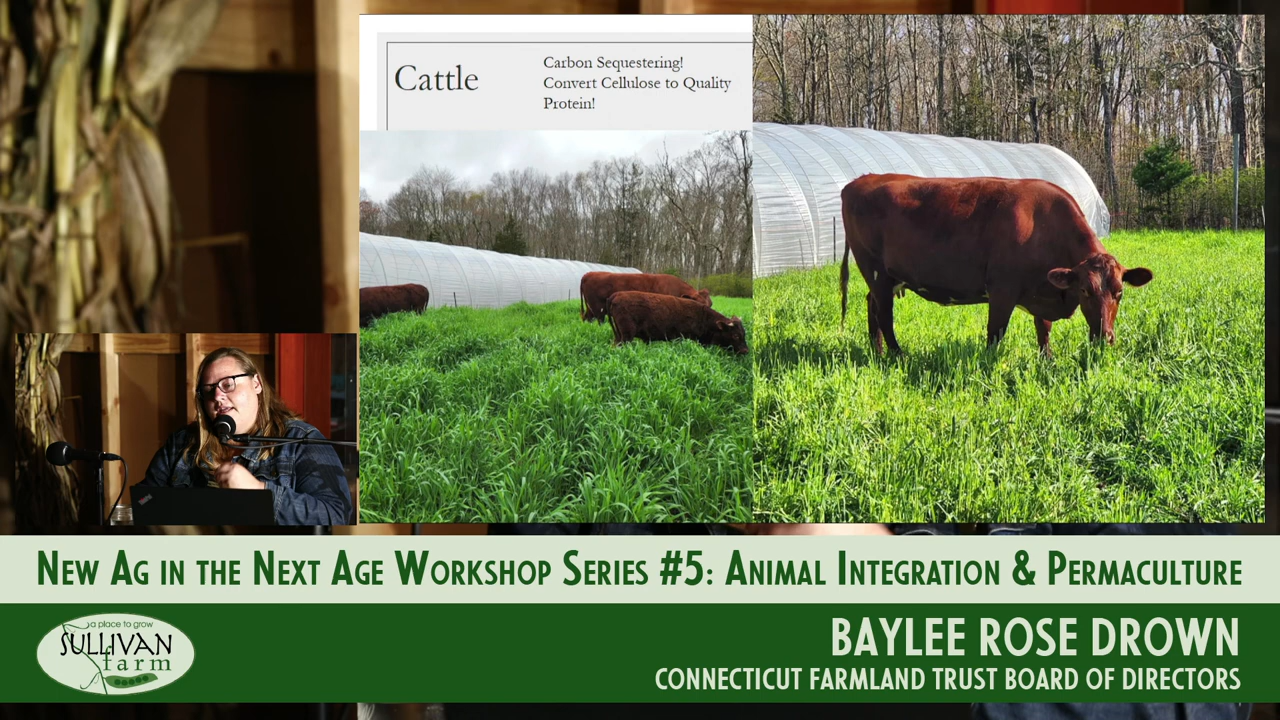 Cattle
Carbon Sequestering!
Convert Cellulose to Quality
Protein!
New Ag in the Next Age Workshop Series #5: Animal Integration & Permaculture
a place to grow
SULLIVAN
farm
BAYLEE ROSE DROWN
CONNECTICUT FARMLAND TRUST BOARD OF DIRECTORS